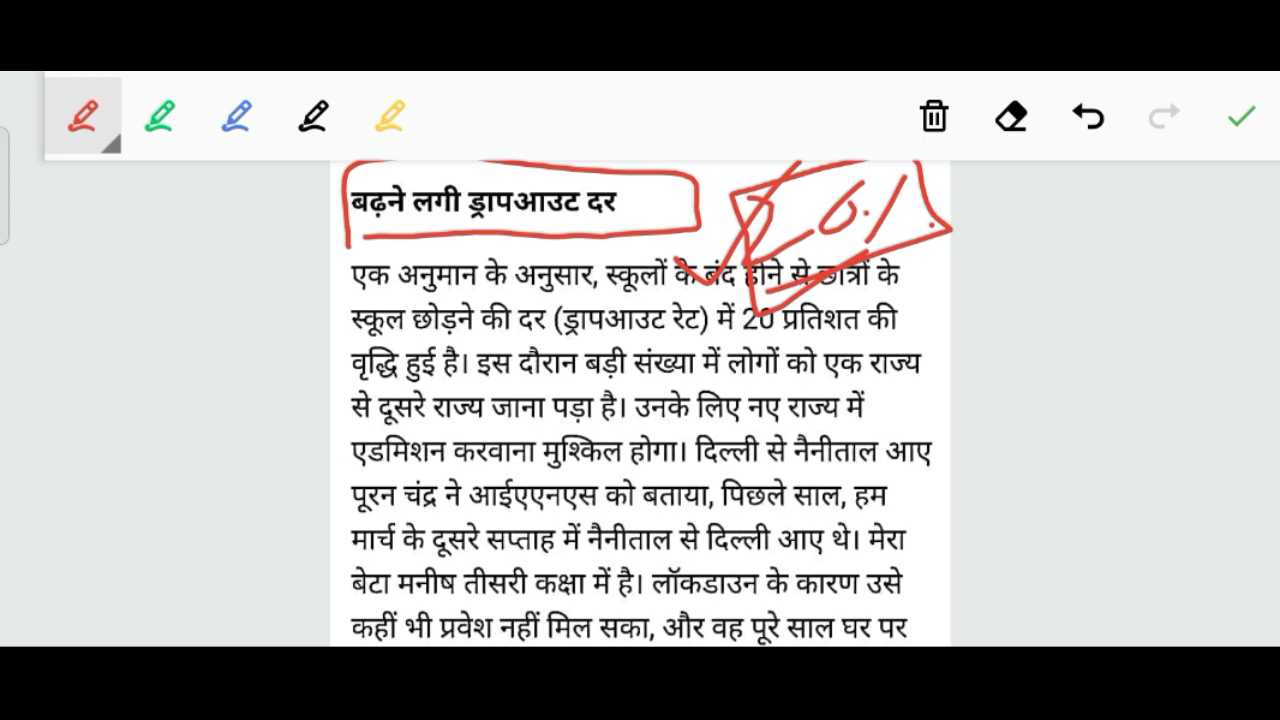 बढ़ने लगी ड्रापआउट दर
एक अनुमान के अनुसार, स्कूलों के बंद होने से छात्रों के
स्कूल छोड़ने की दर (ड्रापआउट रेट) में 20 प्रतिशत की
वृद्धि हुई है। इस दौरान बड़ी संख्या में लोगों को एक राज्य
से दूसरे राज्य जाना पड़ा है। उनके लिए नए राज्य में
एडमिशन करवाना मुश्किल होगा। दिल्ली से नैनीताल आए
पूरन चंद्र ने आईएएनएस को बताया, पिछले साल, हम
मार्च के दूसरे सप्ताह में नैनीताल से दिल्ली आए थे। मेरा
बेटा मनीष तीसरी कक्षा में है। लॉकडाउन के कारण उसे
कहीं भी प्रवेश नहीं मिल सका, और वह पूरे साल घर पर